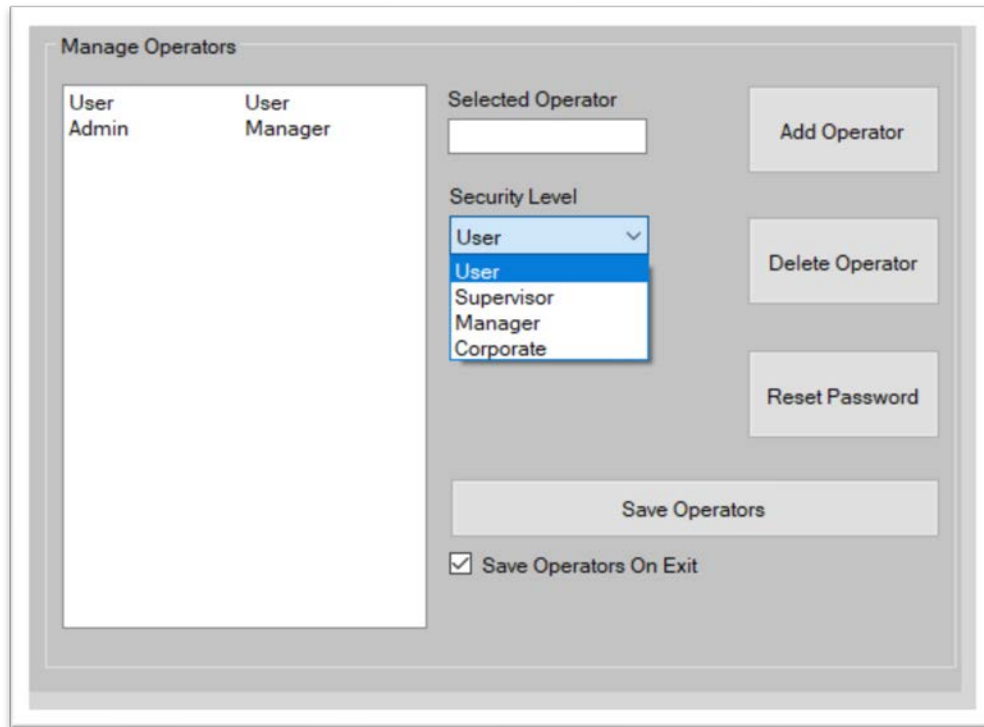 Manage Operators
User User
Admin Manager
Selected Operator
Security Level
User
User
Supervisor
Manager
Corporate
Add Operator
Delete Operator
Reset Password
Save Operators
Save Operators On Exit